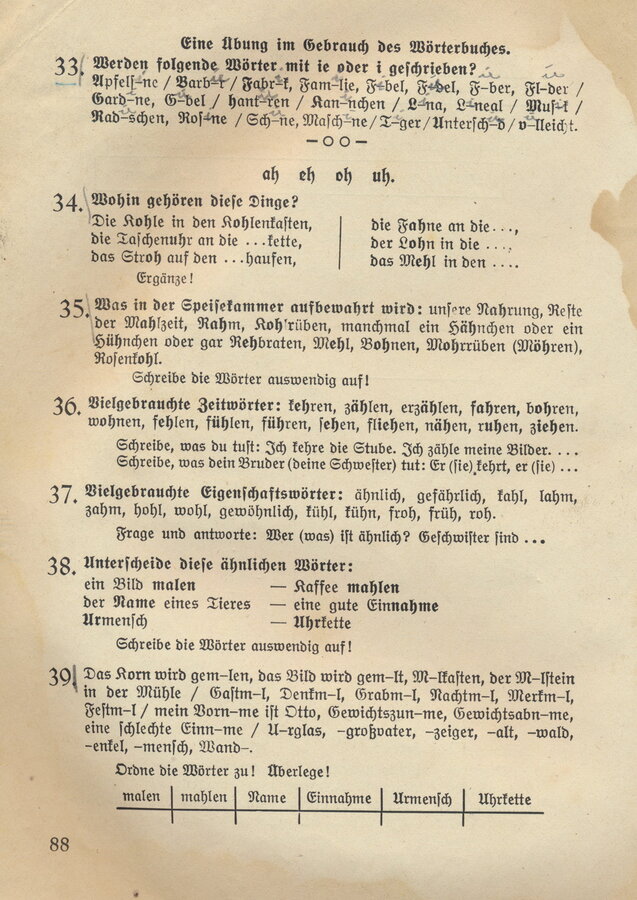 Eine Übung im Gebrauch des Wörterbuches.
33. Werden folgende Wörter mit ie oder i geschrieben?
Apfels–ne / Barb–r / Fabr–k, Fam–lje, F–bel, F–bel, F–ber, Fl–der /
Gard–ne, G–bel / hant–ren / Kan–nchen / L–na, L–neal / Mus–k /
Rad–schen, Ros–ne / Sch–ne, Masch–ne / T–ger / Untersch–d / v–lleicht.
–oo–
ah eh oh uh.
34. Wohin gehören diese Dinge?
Die Kohle in den Kohlenkasten,
die Taschenuhr an die ...kette,
das Stroh auf den ...haufen,
die Fahne an die ...,
der Lohn in die ...,
das Mehl in den ....
Ergänze!
35. Was in der Speisekammer aufbewahrt wird: unsere Nahrung, Reste
der Mahlzeit, Rahm, Kohlrüben, manchmal ein Hähnchen oder ein
Hühnchen oder gar Rehbraten, Mehl, Bohnen, Mohrrüben (Möhren),
Rosenkohl.
Schreibe die Wörter auswendig auf!
36. Vielgebrauchte Zeitwörter: kehren, zählen, erzählen, fahren, bohren,
wohnen, fehlen, fühlen, führen, sehen, fliehen, nähen, ruhen, ziehen.
Schreibe, was du tust: Ich kehre die Stube. Ich zähle meine Bilder. ...
Schreibe, was dein Bruder (deine Schwester) tut: Er (sie) kehrt, er (sie) ...
37. Vielgebrauchte Eigenschaftswörter: ähnlich, gefährlich, kahl, lahm,
zahm, hohl, wohl, gewöhnlich, kühl, kühn, froh, früh, roh.
Frage und antworte: Wer (was) ist ähnlich? Geschwister sind ...
38. Unterscheide diese ähnlichen Wörter:
ein Bild malen — Kaffee mahlen
der Name eines Tieres — eine gute Einnahme
Urmensch — Uhrkette
Schreibe die Wörter auswendig auf!
39. Das Korn wird gem–len, das Bild wird gem–lt, M–lkasten, der M–lstein
in der Mühle / Gastm–l, Denkm–l, Grabm–l, Nachtm–l, Merkm–l,
Festm–l / mein Vorn–me ist Otto, Gewichtszun–me, Gewichtsabn–me,
eine schlechte Einn–me / U–rglas, –großvater, –zeiger, –alt, –wald,
–enkel, –mensch, Wand–.
Ordne die Wörter zu! Überlege!
malen mahlen Name Einnahme Urmensch Uhrkette
88